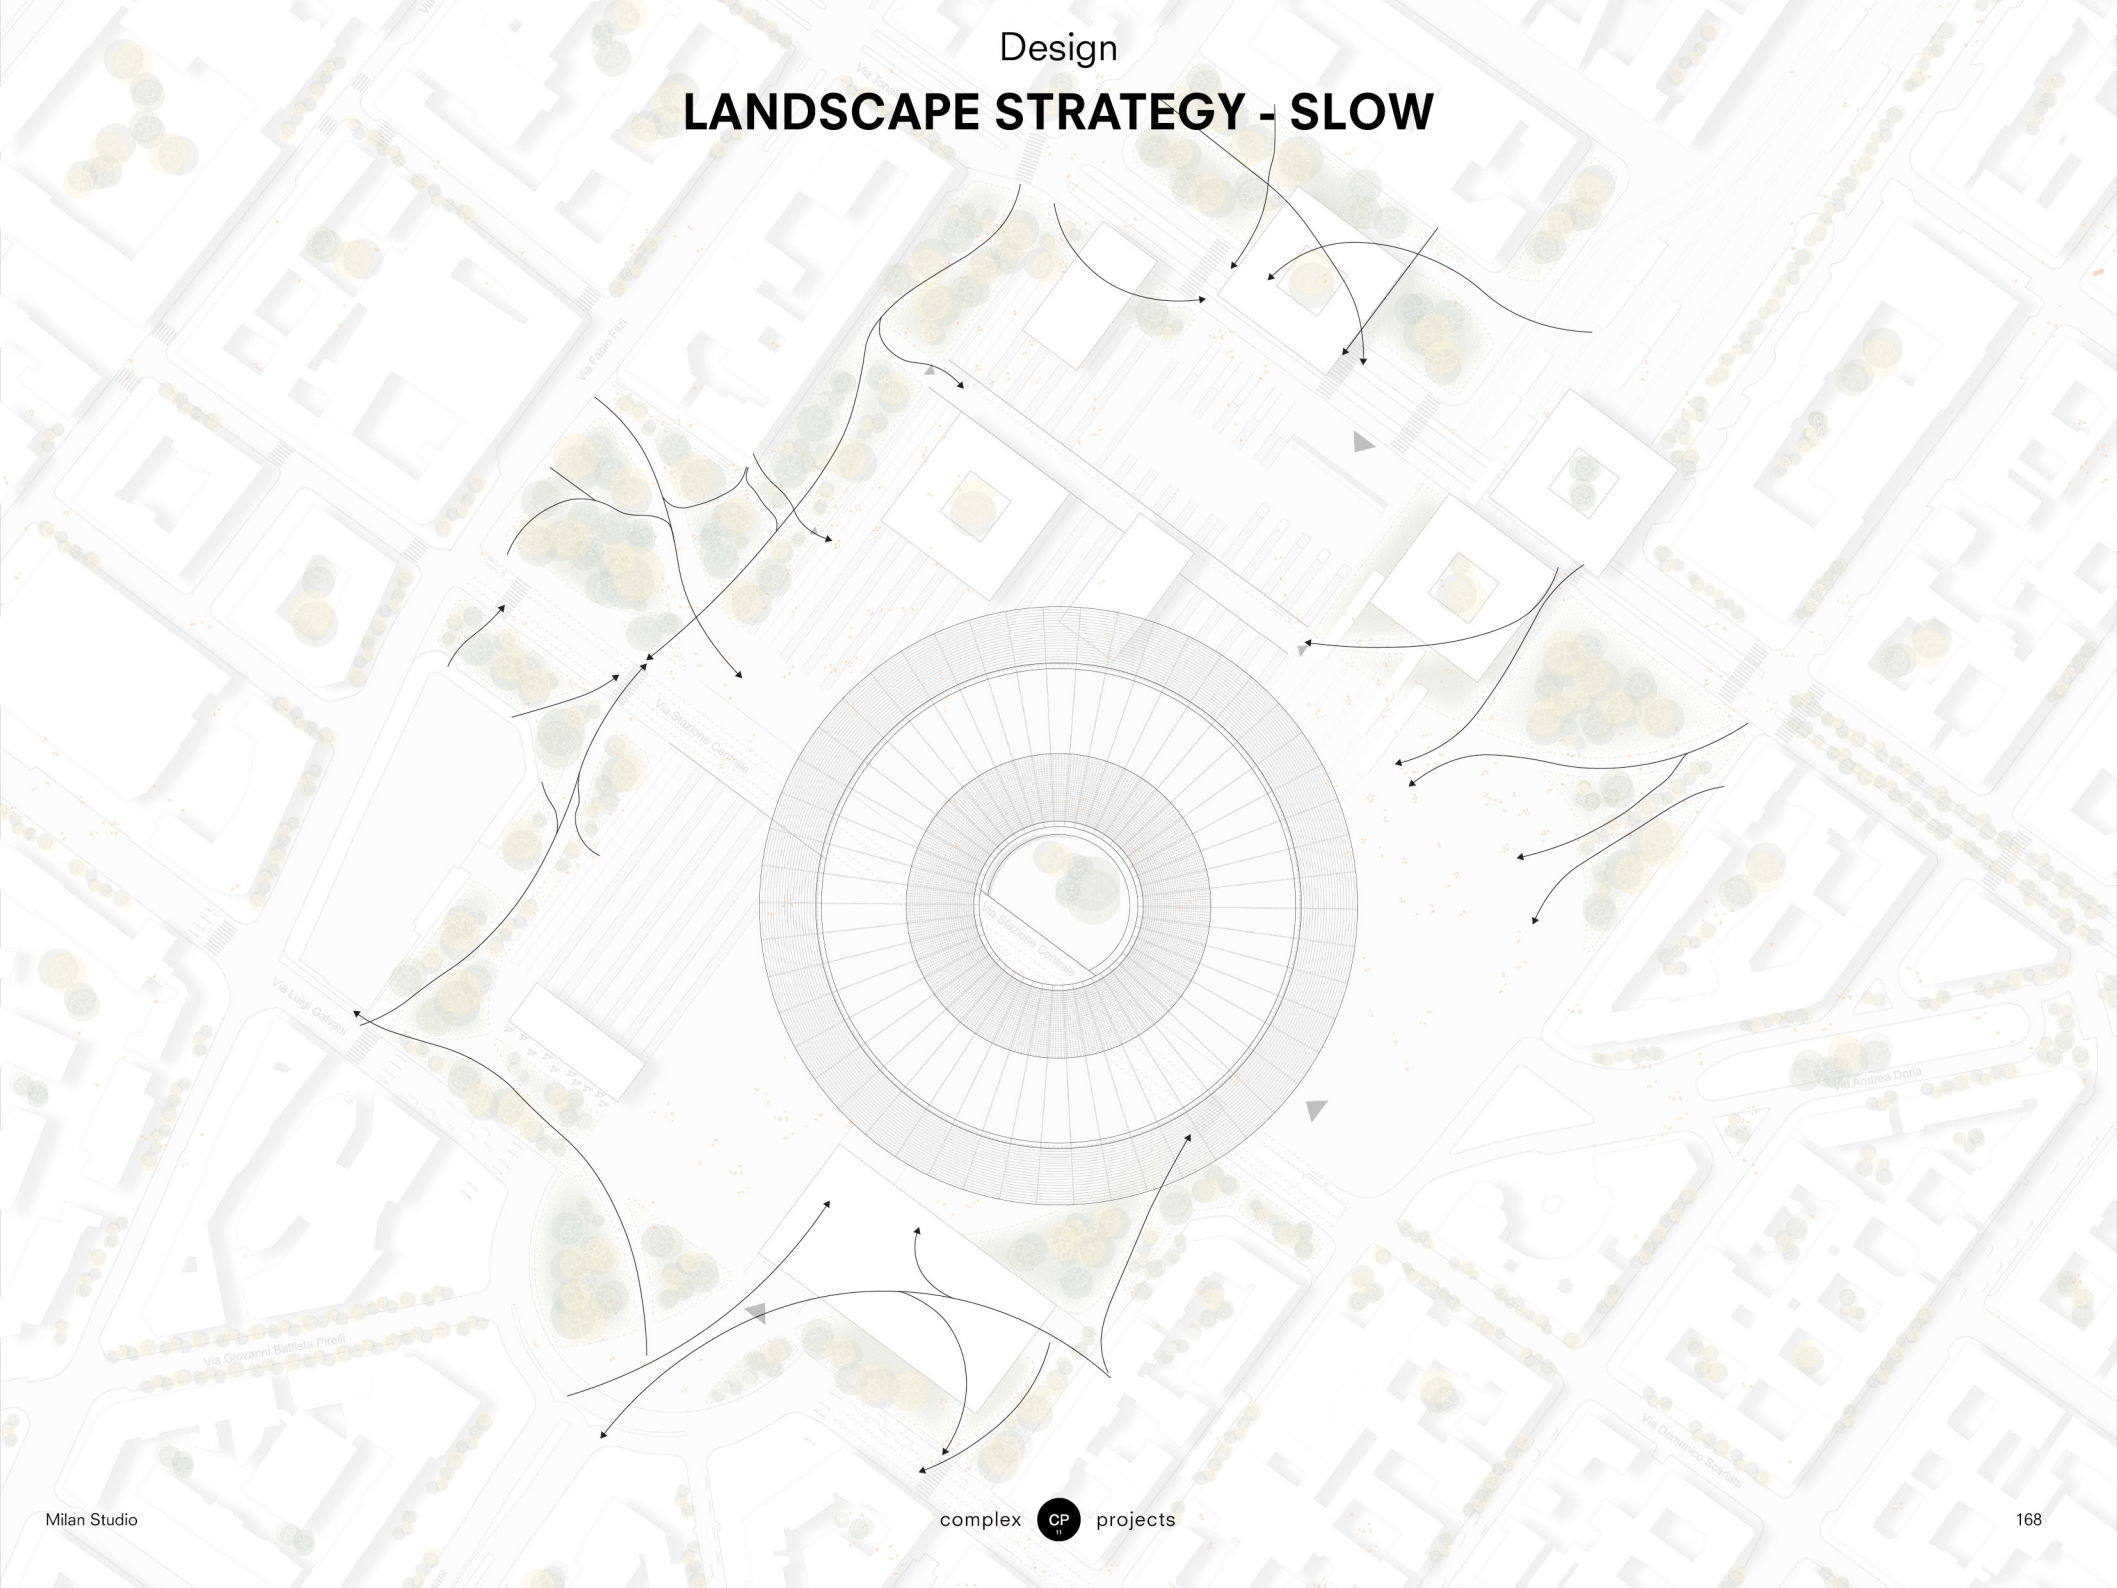 Design
LANDSCAPE STRATEGY - SLOW
Via Fabio Filzi
Via Stazione Centrale
Via Stazione Centrale
Via Luigi Galvani
Via Andrea Doria
Via Giovanni Battista Pirelli
Via Domenico Scarlatti
Milan Studio
complex CP 11 projects
168